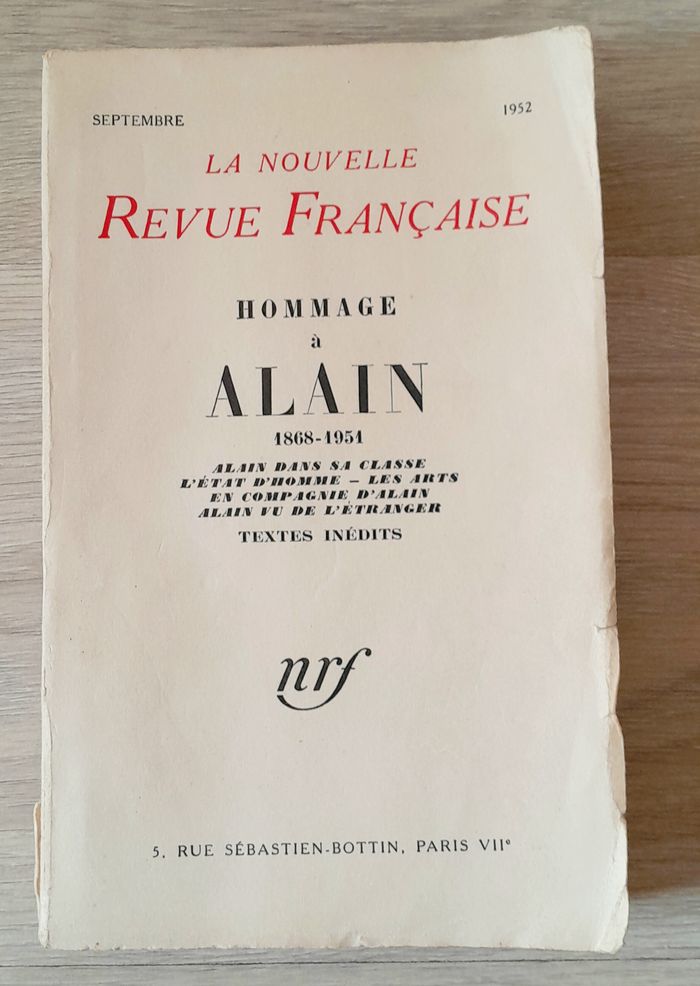 SEPTEMBRE 1952
LA NOUVELLE
REVUE FRANÇAISE
HOMMAGE
à
ALAIN
1868-1951
ALAIN DANS SA CLASSE
L'ÉTAT D'HOMME – LES ARTS
EN COMPAGNIE D'ALAIN
ALAIN VU DE L'ÉTRANGER
TEXTES INÉDITS
nrf
5, RUE SÉBASTIEN-BOTTIN, PARIS VIIᵉ